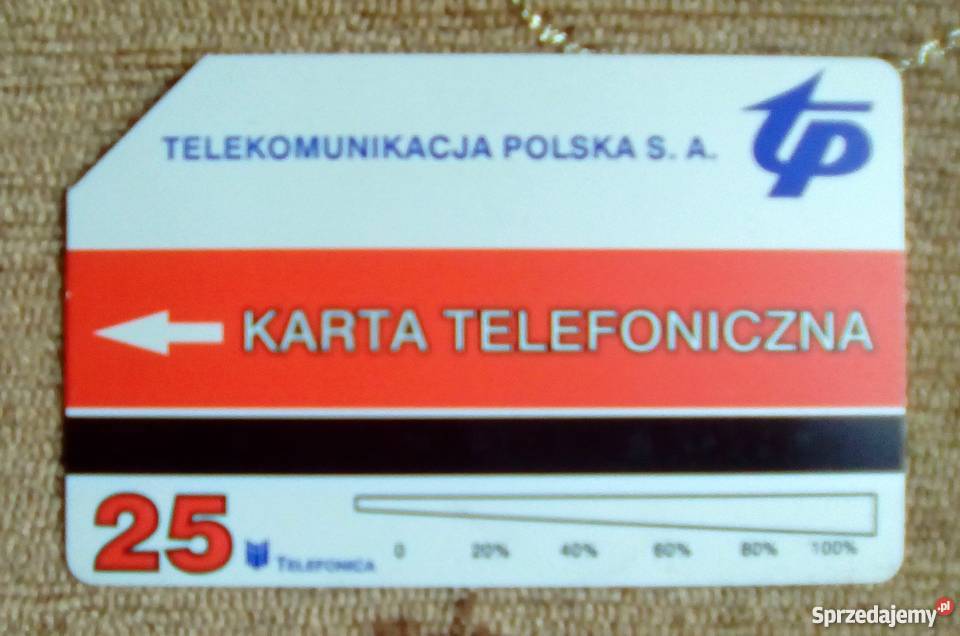 TELEKOMUNIKACJA POLSKA S. A.
tp
KARTA TELEFONICZNA
25
TELEFONICA
0 20% 40% 60% 80% 100%
Sprzedajemy.pl